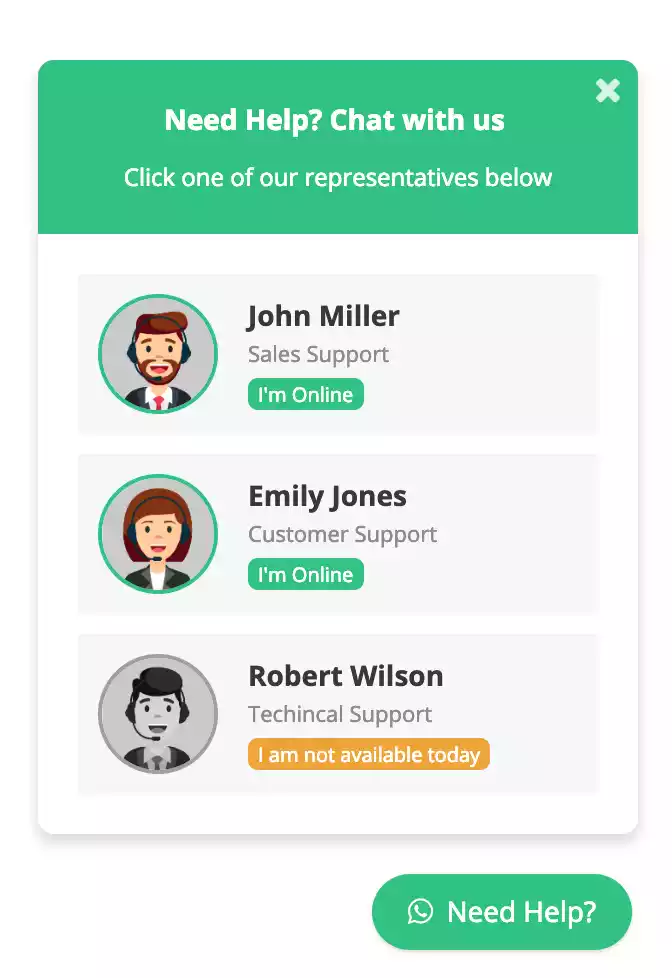 Need Help? Chat with us
Click one of our representatives below
John Miller
Sales Support
I'm Online
Emily Jones
Customer Support
I'm Online
Robert Wilson
Techincal Support
I am not available today
Need Help?